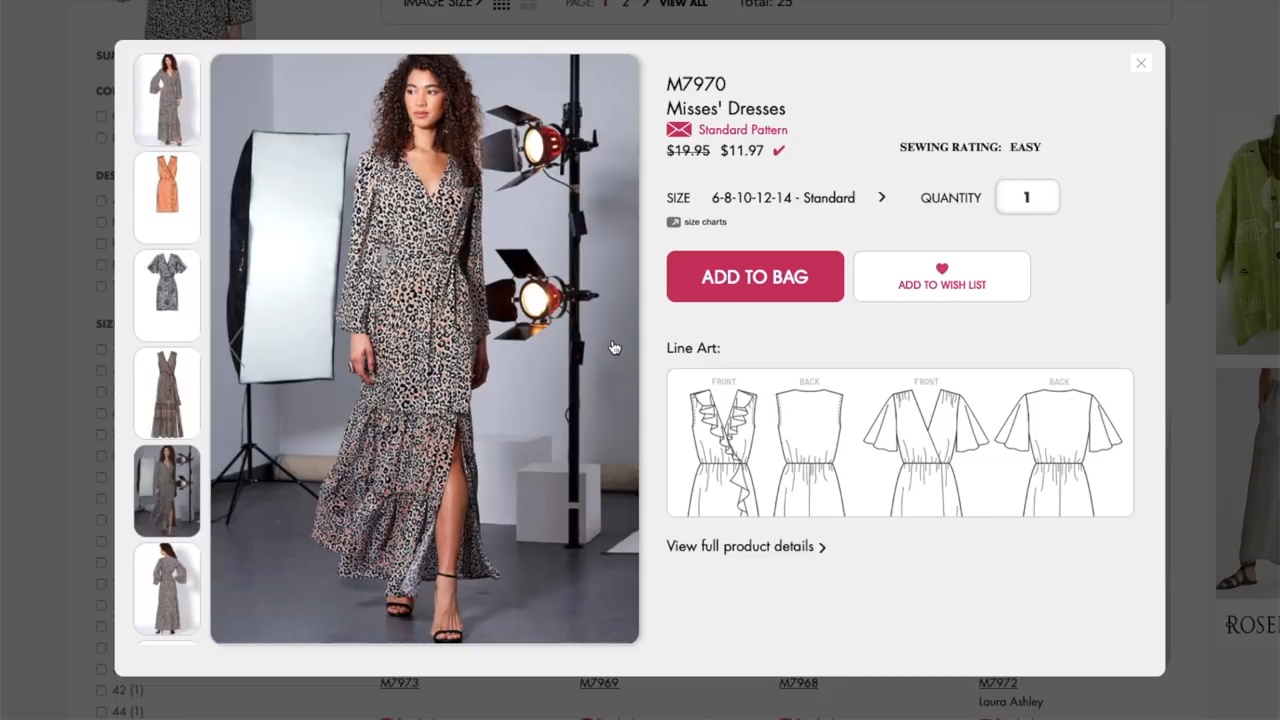 IMAGE SIZE
PAGE: 1 2 VIEW ALL
Total: 25
M7970
Misses' Dresses
Standard Pattern
$19.95 $11.97
SEWING RATING: EASY
SIZE 6-8-10-12-14 - Standard
QUANTITY 1
size charts
ADD TO BAG
ADD TO WISH LIST
Line Art:
FRONT BACK FRONT BACK
View full product details
42 (1)
44 (1)
M7973
M7969
M7968
M7972
Laura Ashley